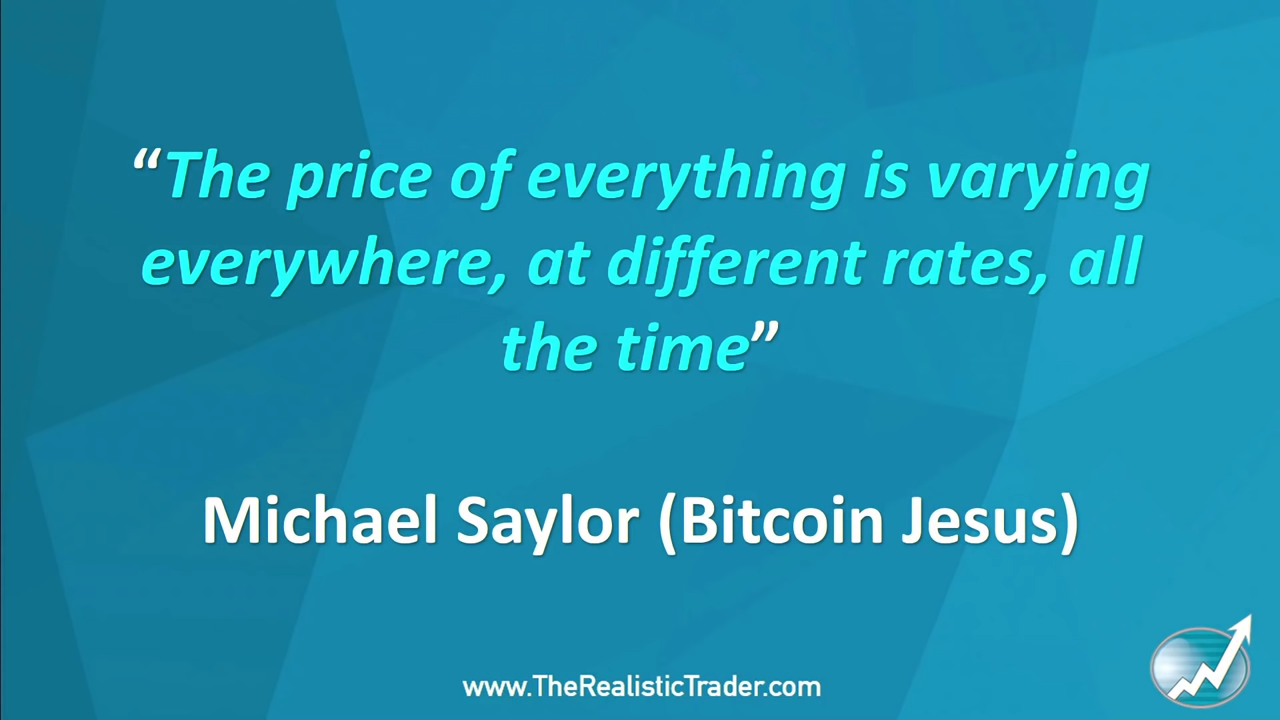 “The price of everything is varying
everywhere, at different rates, all
the time”
Michael Saylor (Bitcoin Jesus)
www.TheRealisticTrader.com